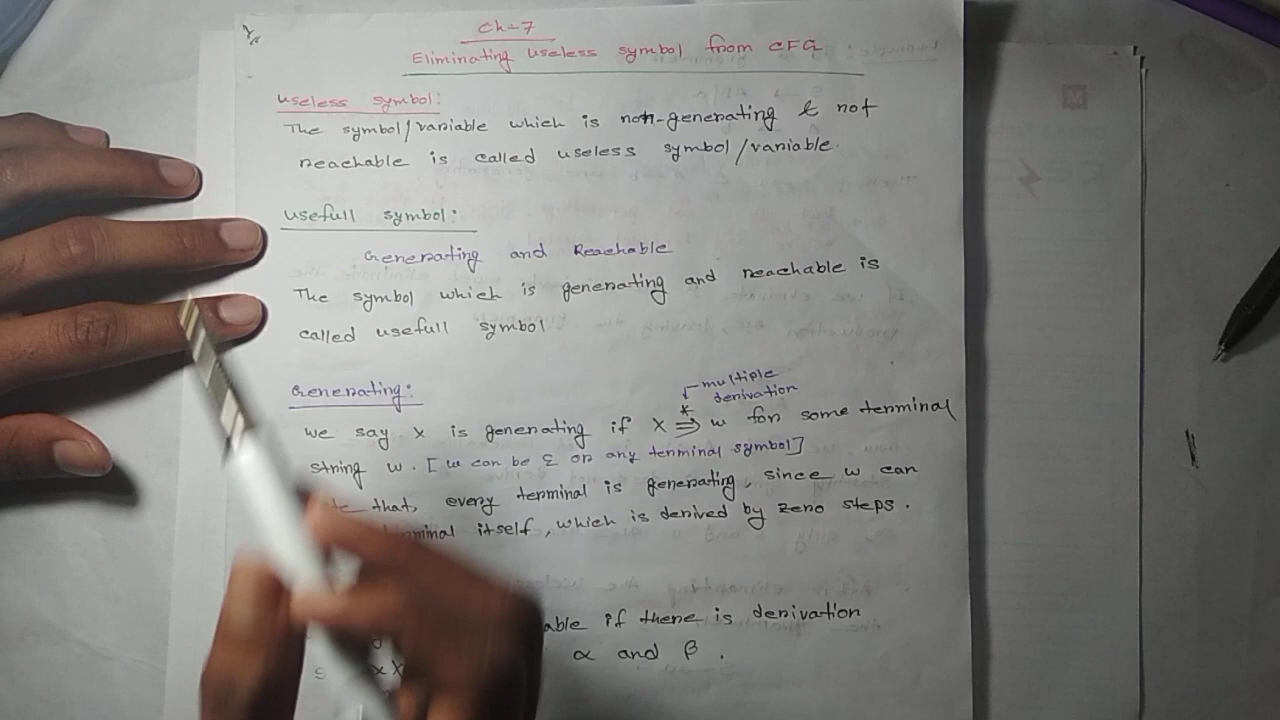 Ch-7
Eliminating useless symbol from CFG
useless symbol:
The symbol/variable which is non-generating & not
reachable is called useless symbol/variable.
usefull symbol:
Generating and Reachable
The symbol which is generating and reachable is
called usefull symbol
Generating:
multiple
derivation
we say X is generating if X *⇒ w for some terminal
string w. [w can be ε or any terminal symbol]
that, every terminal is generating, since w can
itself, which is derived by zero steps.
if there is derivation
α and β.